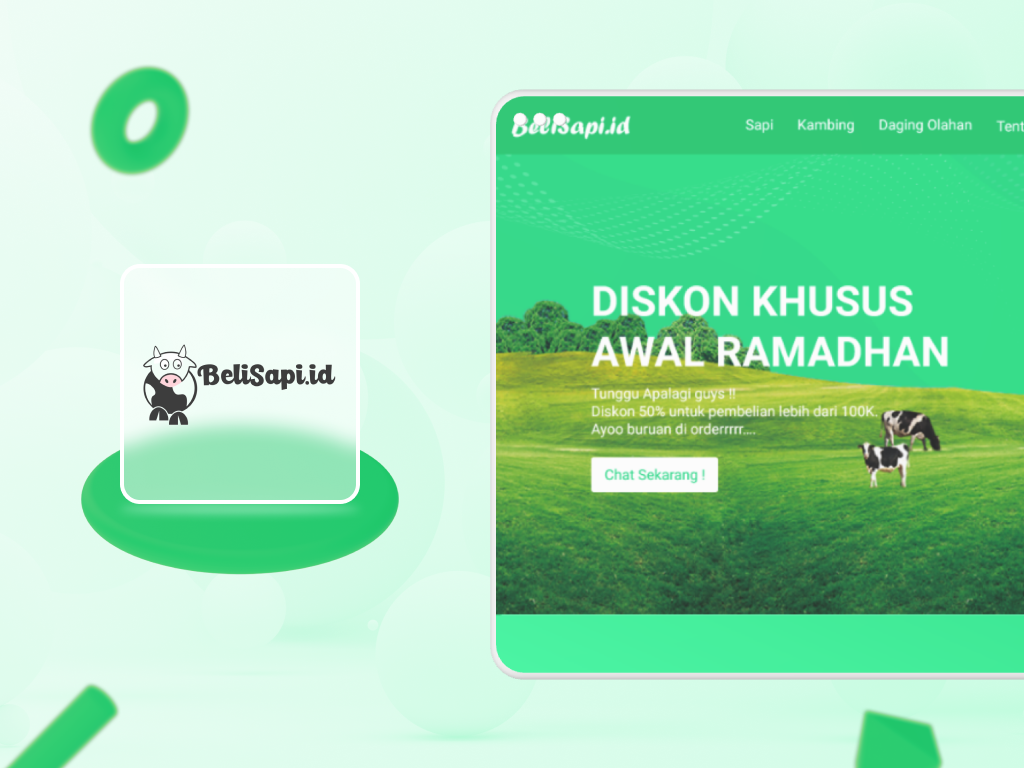 BeliSapi.id
BeliSapi.id
Sapi Kambing Daging Olahan Tent
DISKON KHUSUS
AWAL RAMADHAN
Tunggu Apalagi guys !!
Diskon 50% untuk pembelian lebih dari 100K.
Ayoo buruan di orderrrrr....
Chat Sekarang !